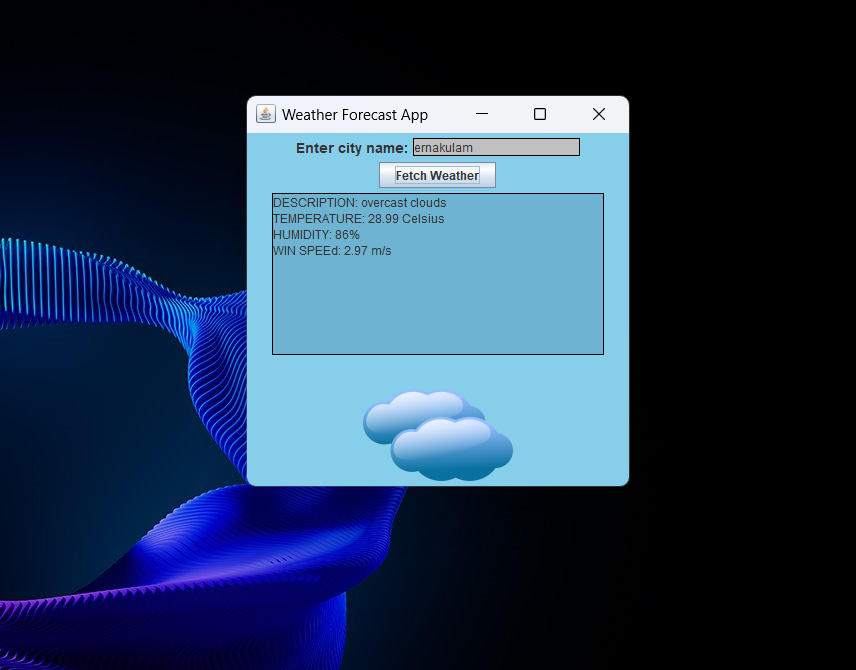 Weather Forecast App
Enter city name: ernakulam
Fetch Weather
DESCRIPTION: overcast clouds
TEMPERATURE: 28.99 Celsius
HUMIDITY: 86%
WIN SPEEd: 2.97 m/s